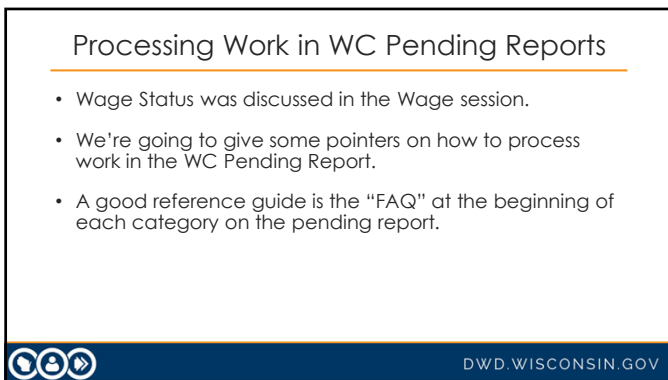 Processing Work in WC Pending Reports
• Wage Status was discussed in the Wage session.
• We're going to give some pointers on how to process
work in the WC Pending Report.
• A good reference guide is the “FAQ” at the beginning of
each category on the pending report.
DWD.WISCONSIN.GOV